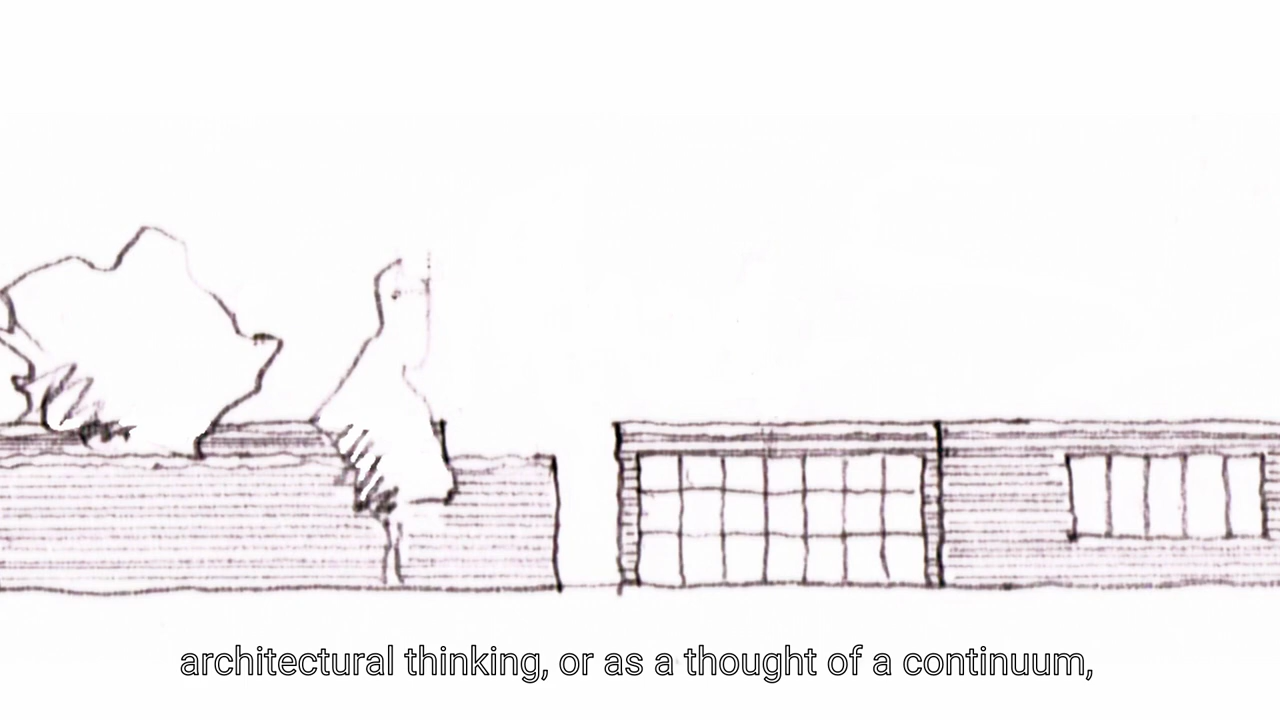 architectural thinking, or as a thought of a continuum,